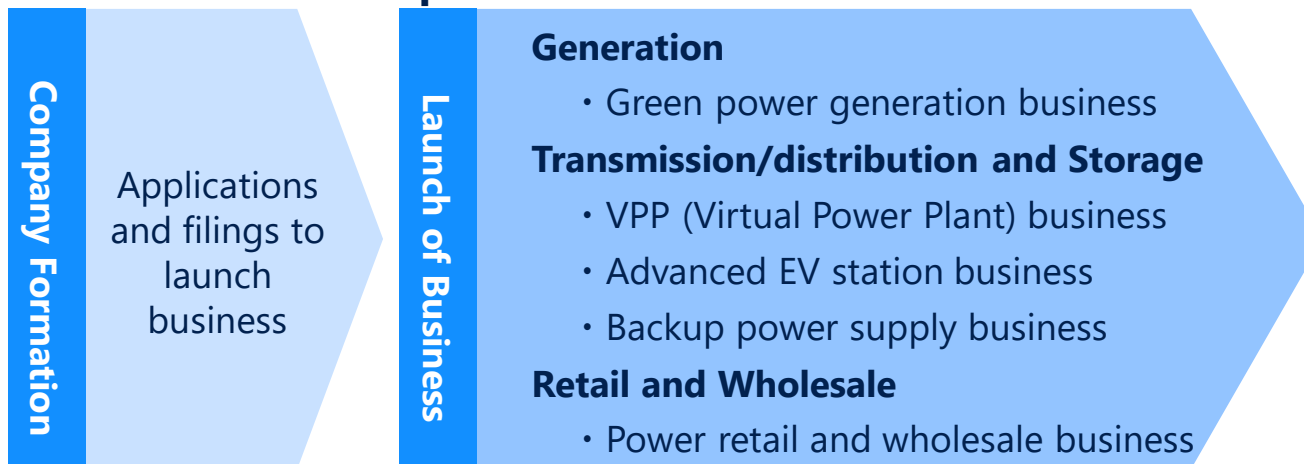 Company Formation
Applications
and filings to
launch
business
Launch of Business
Generation
・Green power generation business
Transmission/distribution and Storage
・VPP (Virtual Power Plant) business
・Advanced EV station business
・Backup power supply business
Retail and Wholesale
・Power retail and wholesale business